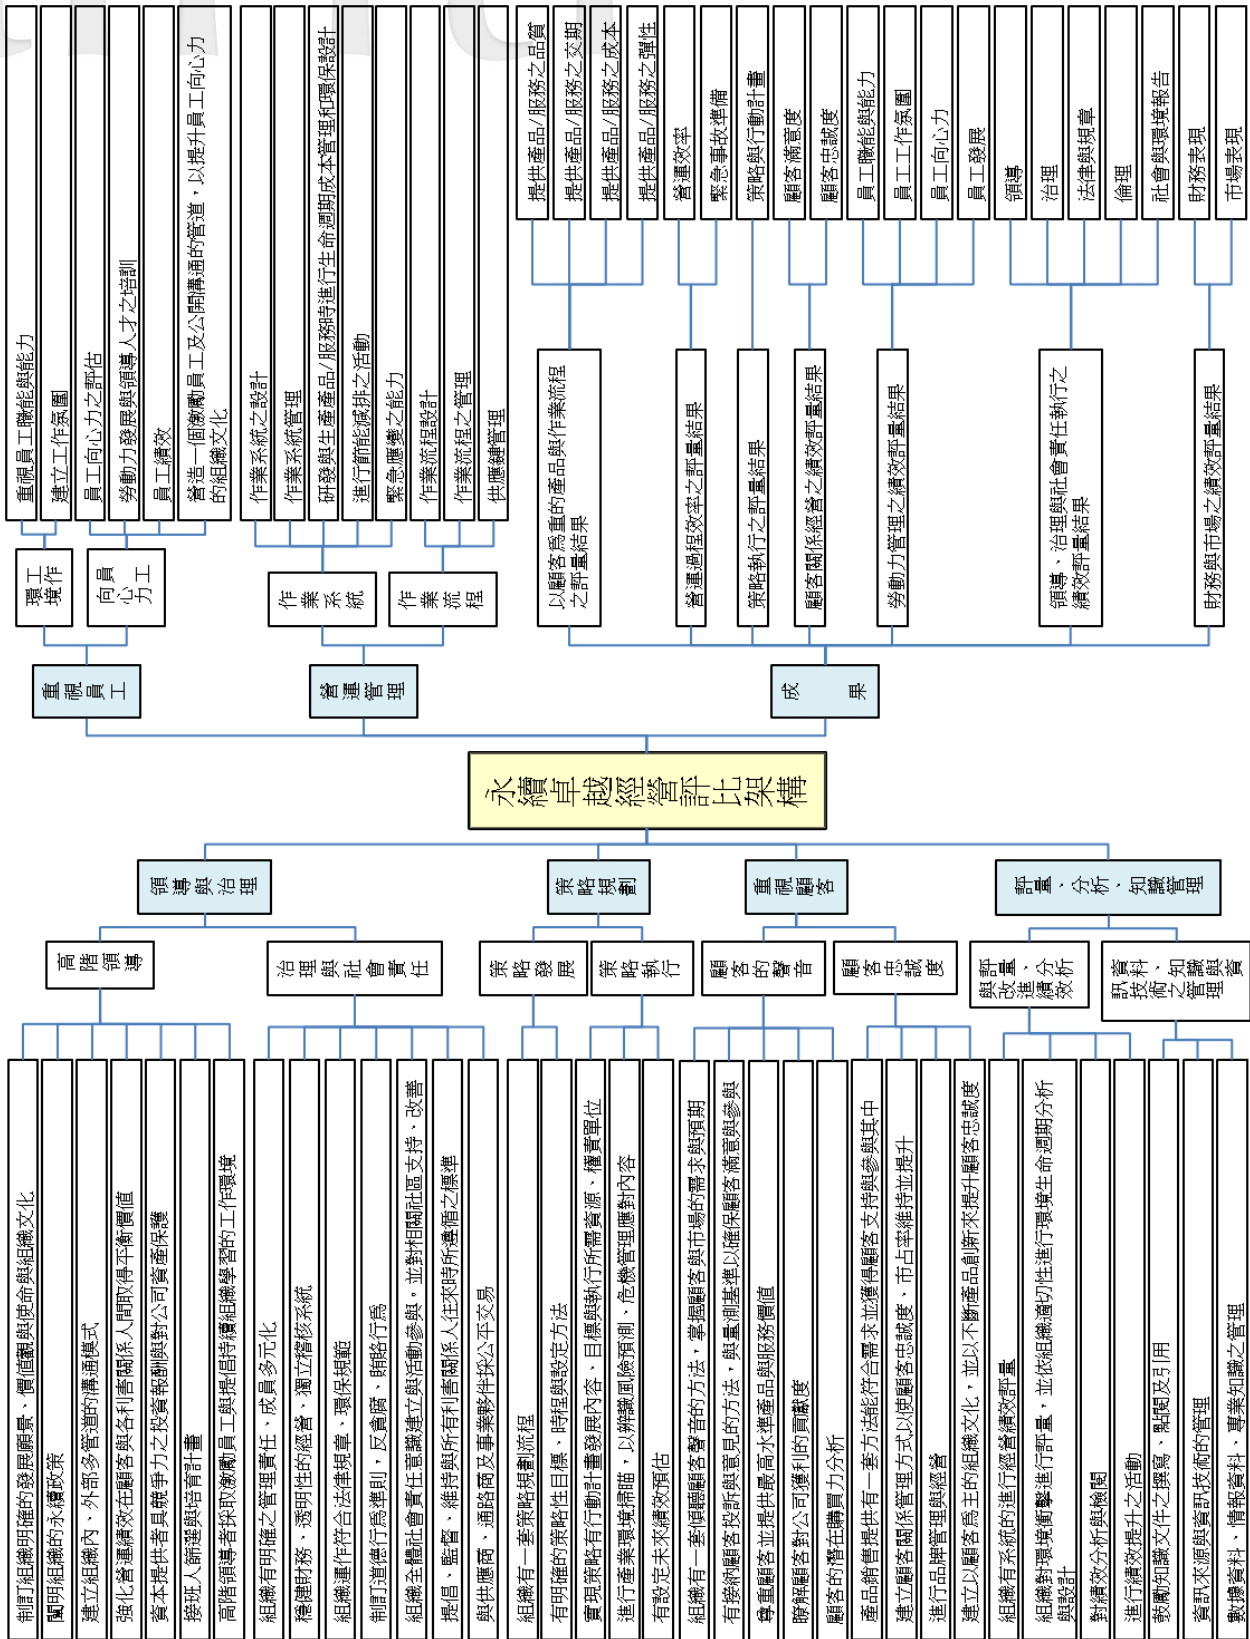 永續卓越經營評比架構
領導與治理
高階領導
制訂組織明確的發展願景、價值觀與使命與組織文化
闡明組織的永續政策
建立組織內、外部多管道的溝通模式
強化營運績效在顧客與各利害關係人間取得平衡價值
資本提供者具競爭力之投資報酬與對公司資產保護
接班人篩選與培育計畫
高階領導者採取激勵員工與提倡持續組織學習的工作環境
治理與社會責任
組織有明確之管理責任、成員多元化
穩健財務、透明性的經營、獨立稽核系統
組織運作符合法律規章、環保規範
制訂道德行為準則，反貪腐、賄賂行為
組織全體社會責任意識建立與活動參與。並對相關社區支持、改善
提倡、監督、維持與所有利害關係人往來時所遵循之標準
與供應商、通路商及事業夥伴採公平交易
策略規劃
策略發展
組織有一套策略規劃流程
有明確的策略性目標、時程與設定方法
策略執行
實現策略有行動計畫發展內容、目標與執行所需資源、權責單位
進行產業環境掃瞄，以辨識風險預測、危機管理應對內容
有設定未來績效預估
重視顧客
顧客的聲音
組織有一套傾聽顧客聲音的方法，掌握顧客與市場的需求與預期
有接納顧客投訴與意見的方法，與量測基準以確保顧客滿意與參與
尊重顧客並提供最高水準產品與服務價值
瞭解顧客對公司獲利的貢獻度
顧客的潛在購買力分析
顧客忠誠度
產品銷售提供有一套方法能符合需求並獲得顧客支持與參與其中
建立顧客關係管理方式以使顧客忠誠度、市占率維持並提升
進行品牌管理與經營
建立以顧客為主的組織文化，並以不斷產品創新來提升顧客忠誠度
評量、分析、知識管理
評量、分析
與改進績效
組織有系統的進行經營績效評量
組織對環境衝擊進行評量，並依組織適切性進行環境生命週期分析
與設計
對績效分析與檢閱
進行績效提升之活動
資料、知識與資
訊技術之管理
鼓勵知識文件之撰寫、點閱及引用
資訊來源與資訊技術的管理
數據資料、情報資料、專業知識之管理
重視員工
工作
環境
重視員工職能與能力
建立工作氛圍
員工
向心力
員工向心力之評估
勞動力發展與領導人才之培訓
員工績效
營造一個激勵員工及公開溝通的管道，以提升員工向心力
的組織文化
營運管理
作業系統
作業系統之設計
作業系統管理
研發與生產產品/服務時進行生命週期成本管理和環保設計
進行節能減排之活動
緊急應變之能力
作業流程
作業流程設計
作業流程之管理
供應鏈管理
成果
以顧客為重的產品與作業流程
之評量結果
提供產品/服務之品質
提供產品/服務之交期
提供產品/服務之成本
提供產品/服務之彈性
營運過程效率之評量結果
營運效率
緊急事故準備
策略執行之評量結果
策略與行動計畫
顧客關係經營之績效評量結果
顧客滿意度
顧客忠誠度
勞動力管理之績效評量結果
員工職能與能力
員工工作氛圍
員工向心力
員工發展
領導、治理與社會責任執行之
績效評量結果
領導
治理
法律與規章
倫理
社會與環境報告
財務與市場之績效評量結果
財務表現
市場表現